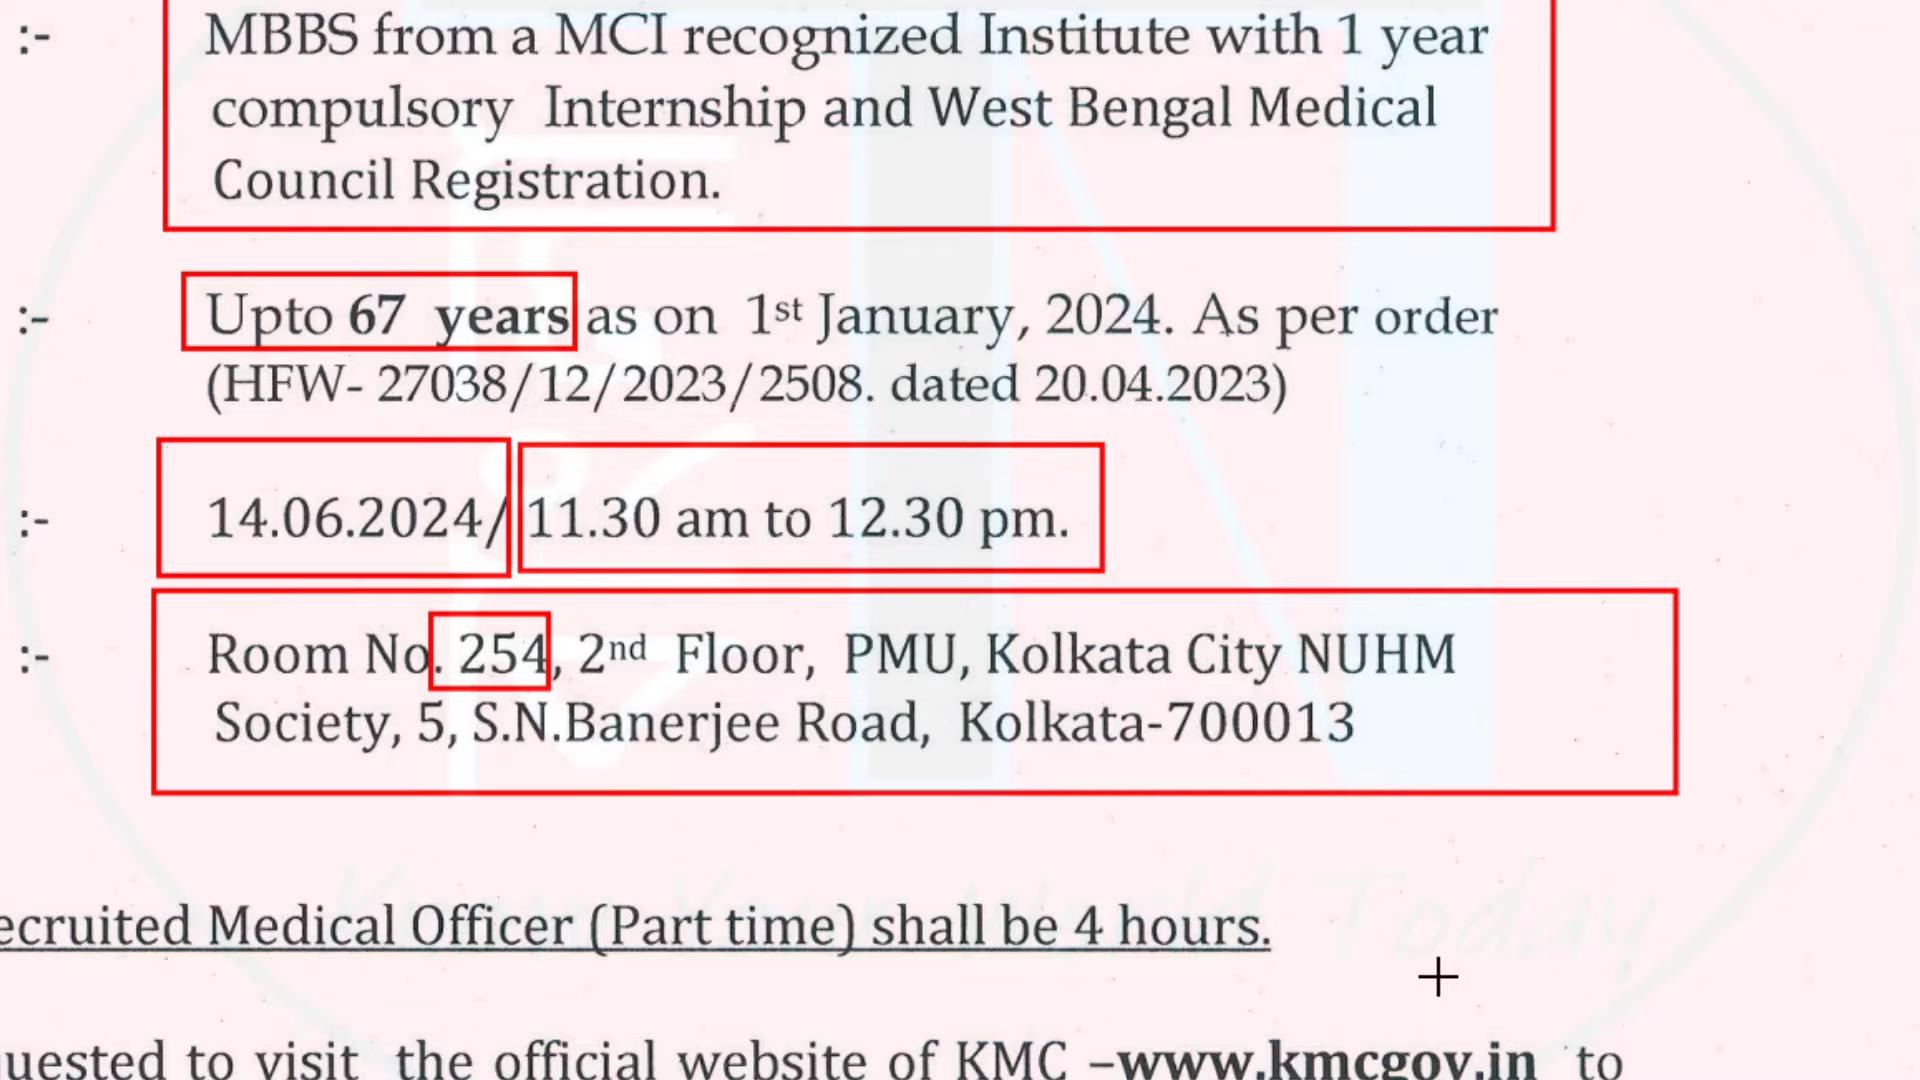 :- MBBS from a MCI recognized Institute with 1 year
compulsory Internship and West Bengal Medical
Council Registration.
:- Upto 67 years as on 1st January, 2024. As per order
(HFW- 27038/12/2023/2508. dated 20.04.2023)
:- 14.06.2024/ 11.30 am to 12.30 pm.
:- Room No. 254, 2nd Floor, PMU, Kolkata City NUHM
Society, 5, S.N.Banerjee Road, Kolkata-700013
ecruited Medical Officer (Part time) shall be 4 hours.
uested to visit the official website of KMC –www.kmcgov.in to